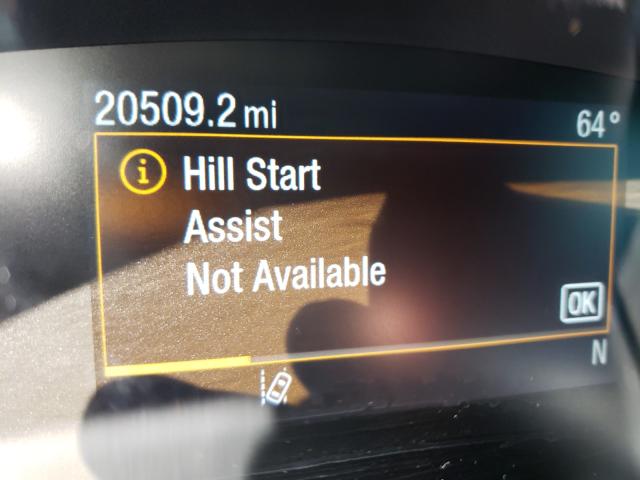 20509.2 mi
64°
i
Hill Start
Assist
Not Available
OK
N